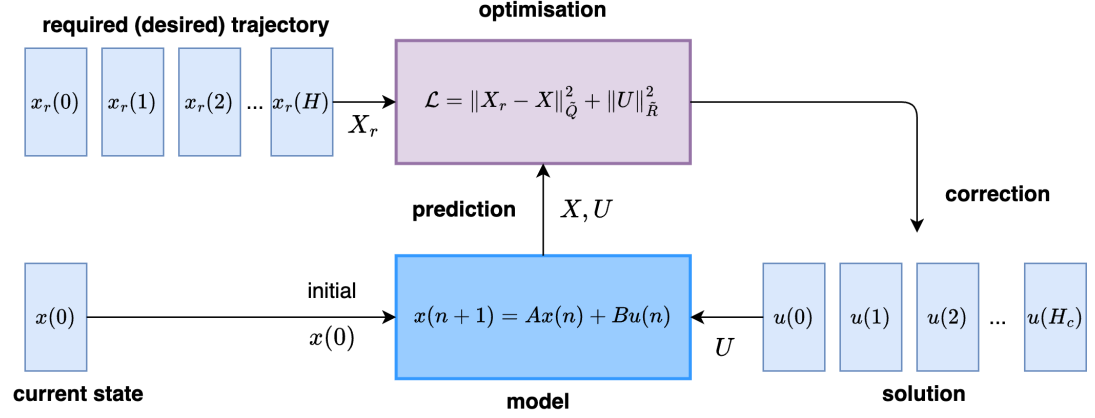 optimisation
required (desired) trajectory
x_r(0) x_r(1) x_r(2) ... x_r(H)
X_r
ℒ = ‖X_r − X‖²_Q̃ + ‖U‖²_R̃
prediction
X, U
correction
x(0)
initial
x(0)
x(n + 1) = Ax(n) + Bu(n)
U
u(0) u(1) u(2) ... u(H_c)
current state
model
solution